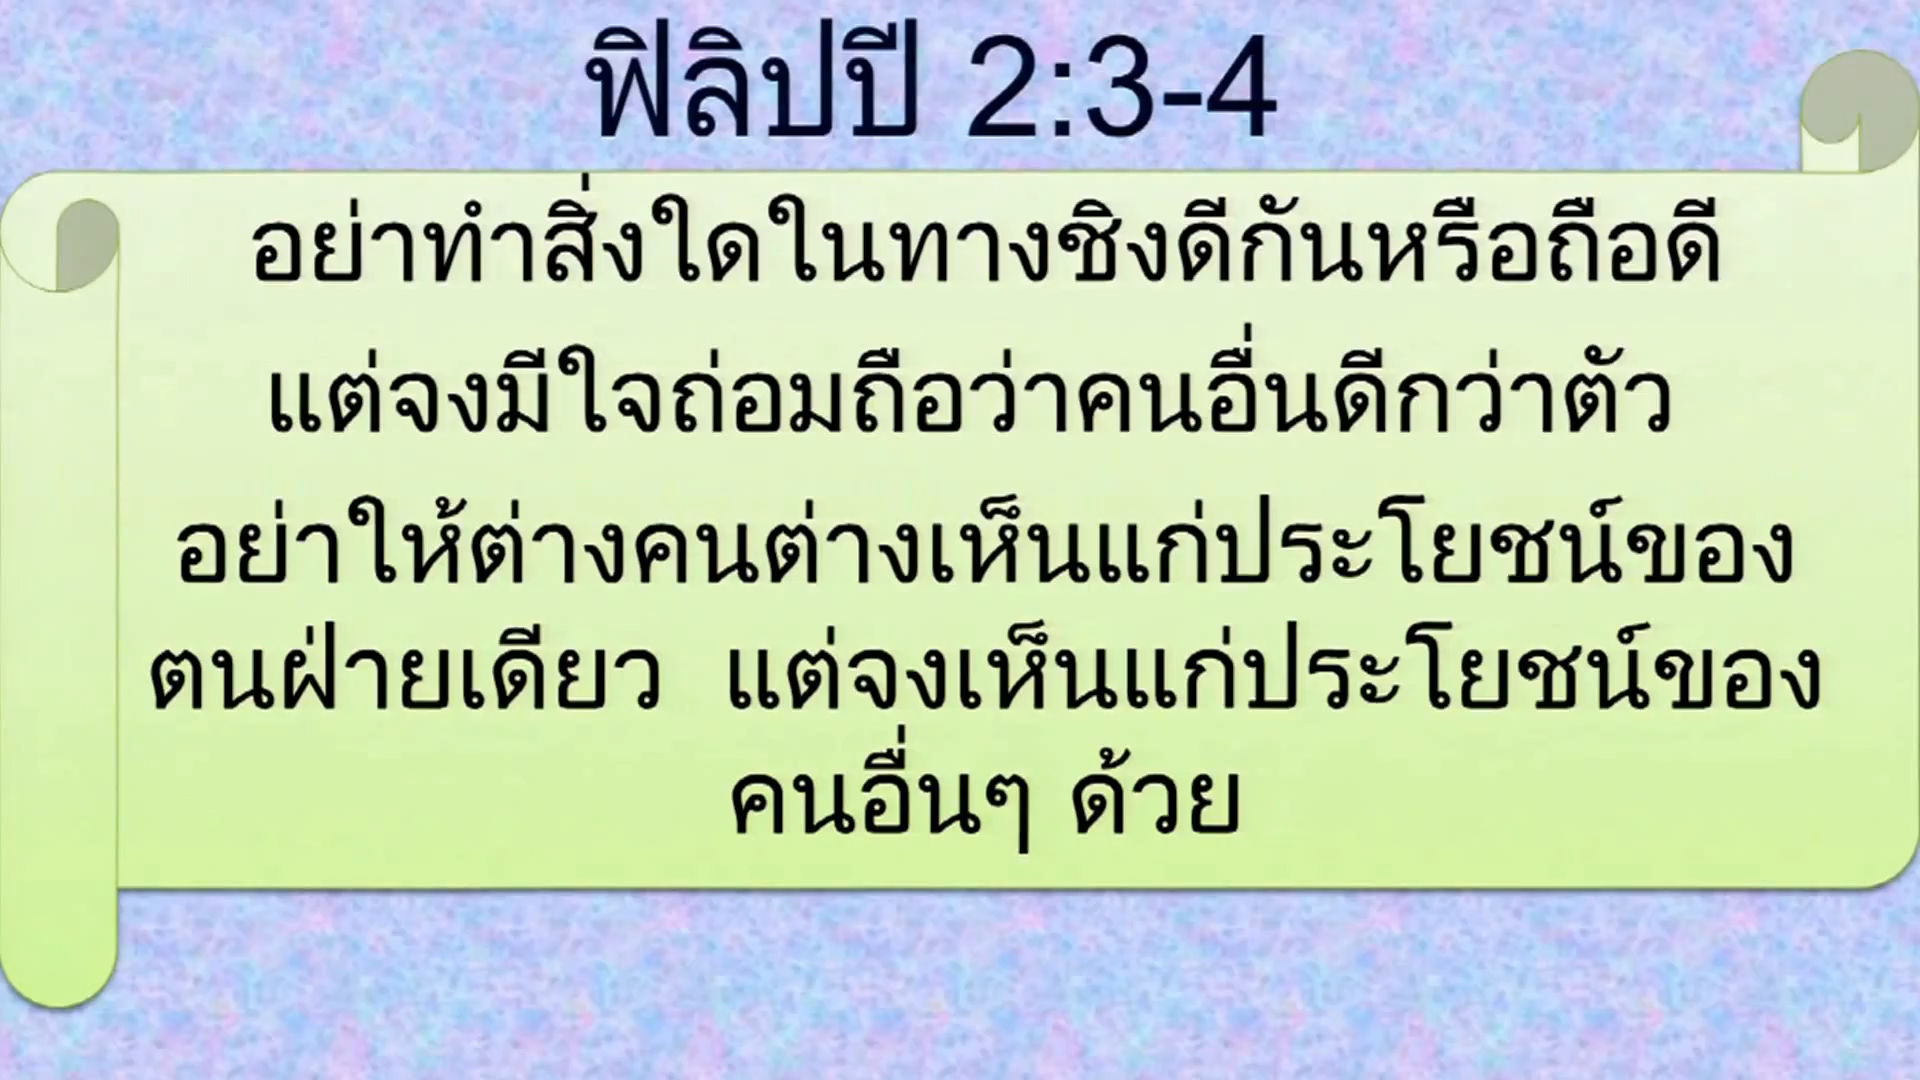 ฟิลิปปี 2:3-4
อย่าทำสิ่งใดในทางชิงดีกันหรือถือดี
แต่จงมีใจถ่อมถือว่าคนอื่นดีกว่าตัว
อย่าให้ต่างคนต่างเห็นแก่ประโยชน์ของ
ตนฝ่ายเดียว แต่จงเห็นแก่ประโยชน์ของ
คนอื่นๆ ด้วย